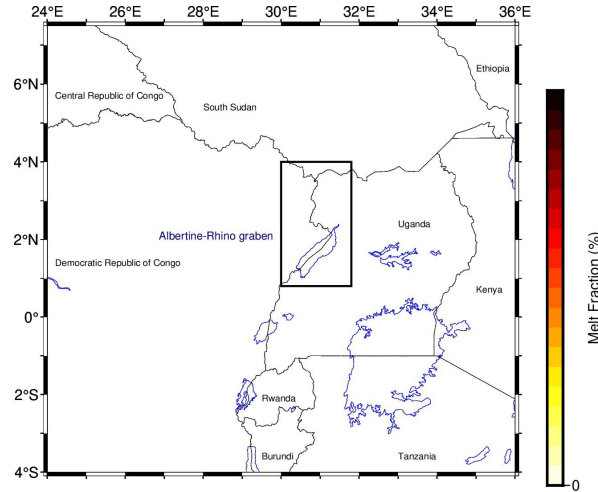 24°E 26°E 28°E 30°E 32°E 34°E 36°E
Ethiopia
6°N
Central Republic of Congo
South Sudan
4°N
Uganda
Albertine-Rhino graben
2°N
Democratic Republic of Congo
Kenya
0°
Melt Fraction (%)
2°S
Rwanda
Burundi
Tanzania
4°S
0